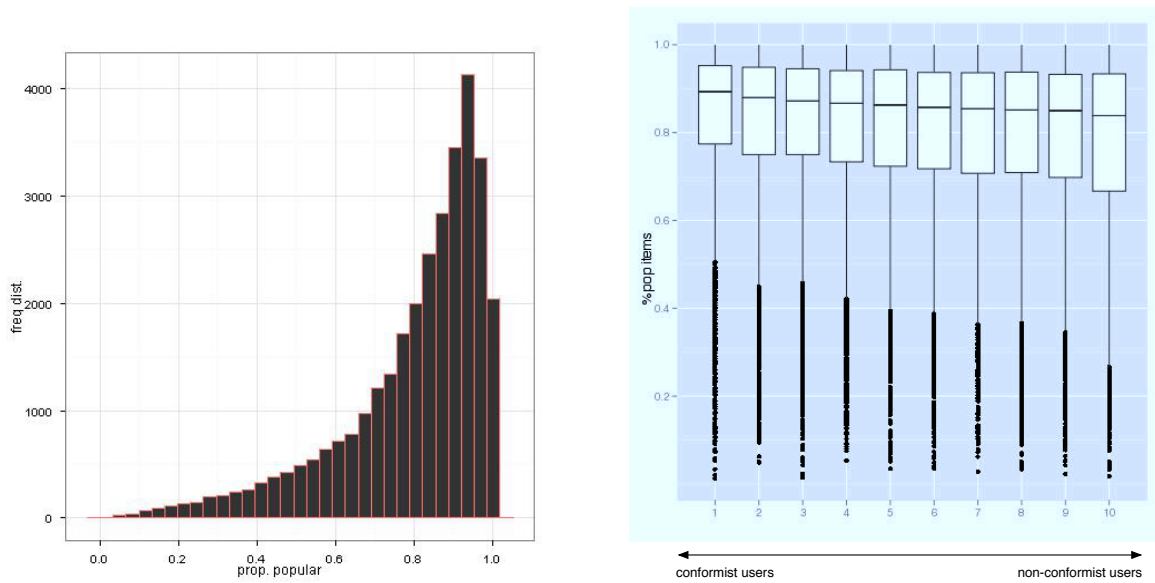 freq dist.
4000
3000
2000
1000
0
0.0 0.2 0.4 0.6 0.8 1.0
prop. popular
%pop items
1.0
0.8
0.6
0.4
0.2
1 2 3 4 5 6 7 8 9 10
conformist users non-conformist users